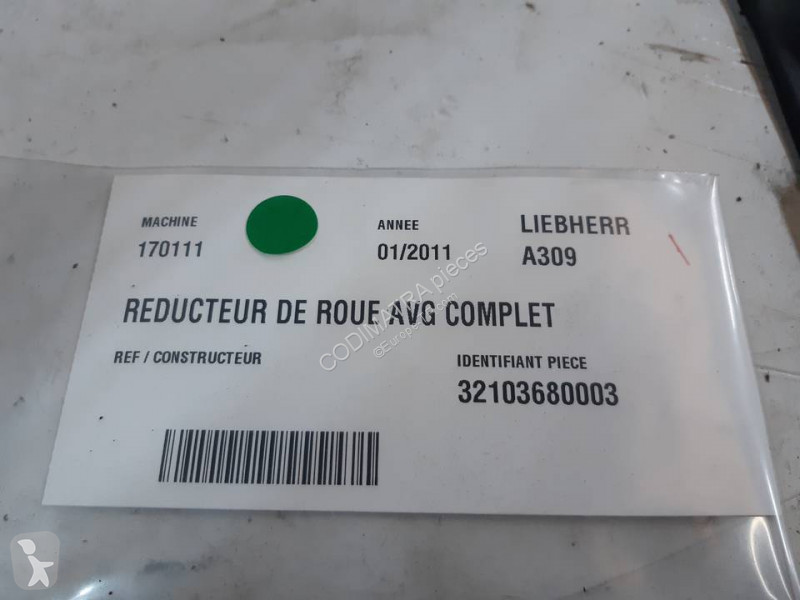 MACHINE
170111
ANNEE
01/2011
LIEBHERR
A309
REDUCTEUR DE ROUE AVG COMPLET
REF / CONSTRUCTEUR
IDENTIFIANT PIECE
32103680003
CODIMATRA pieces